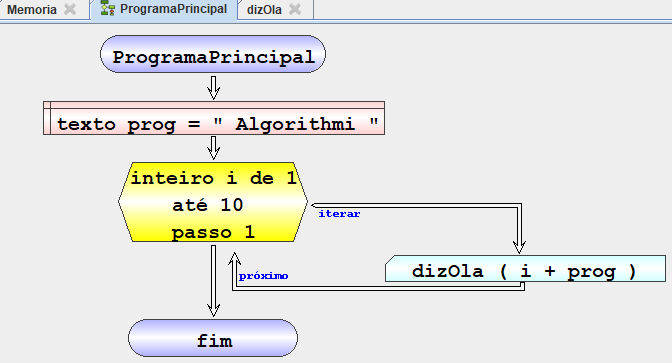 Memoria ProgramaPrincipal dizOla
ProgramaPrincipal
texto prog = " Algorithmi "
inteiro i de 1
até 10
passo 1
iterar
dizOla ( i + prog )
próximo
fim